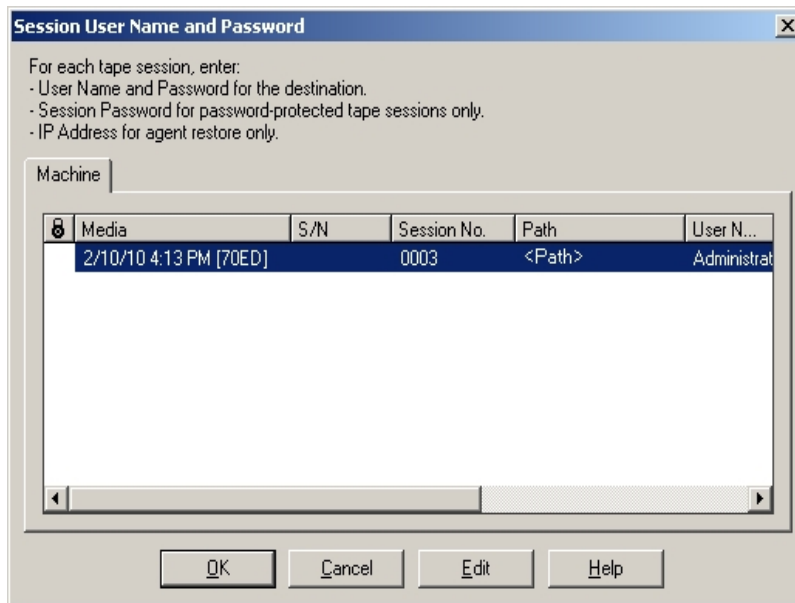 Session User Name and Password
For each tape session, enter:
- User Name and Password for the destination.
- Session Password for password-protected tape sessions only.
- IP Address for agent restore only.
Machine
Media S/N Session No. Path User N...
2/10/10 4:13 PM [70ED] 0003 <Path> Administrat
OK Cancel Edit Help